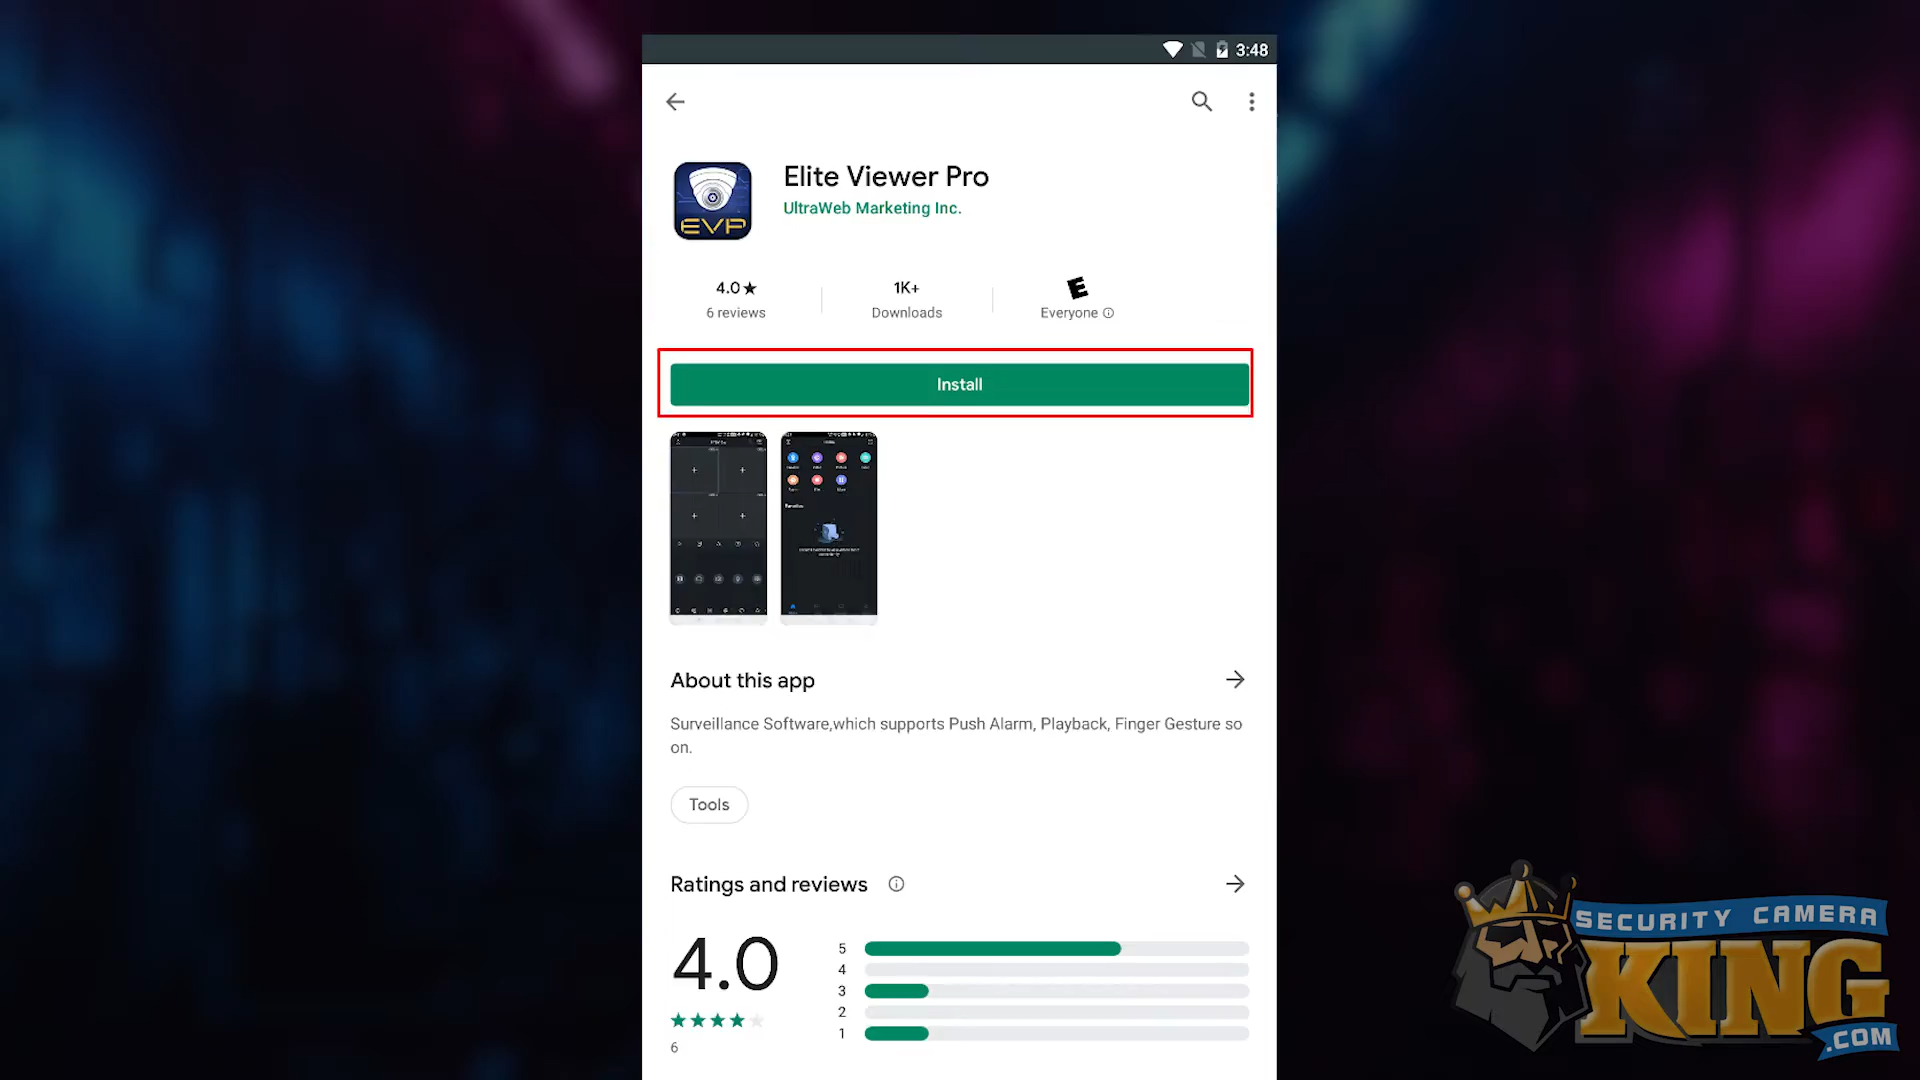 3:48
Elite Viewer Pro
UltraWeb Marketing Inc.
EVP
4.0★
1K+
E
6 reviews
Downloads
Everyone
Install
About this app
Surveillance Software,which supports Push Alarm, Playback, Finger Gesture so
on.
Tools
Ratings and reviews
4.0
5
4
3
2
1
6
SECURITY CAMERA
KING
.COM